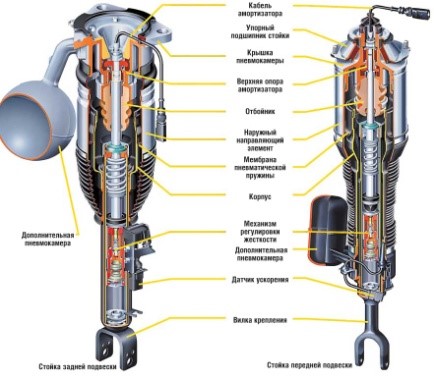 Кабель
амортизатора
Упорный
подшипник стойки
Крышка
пневмокамеры
Верхняя опора
амортизатора
Отбойник
Наружный
направляющий
элемент
Мембрана
пневматической
пружины
Корпус
Механизм
регулировки
жесткости
Дополнительная
пневмокамера
Дополнительная
пневмокамера
Датчик ускорения
Вилка крепления
Стойка задней подвески
Стойка передней подвески